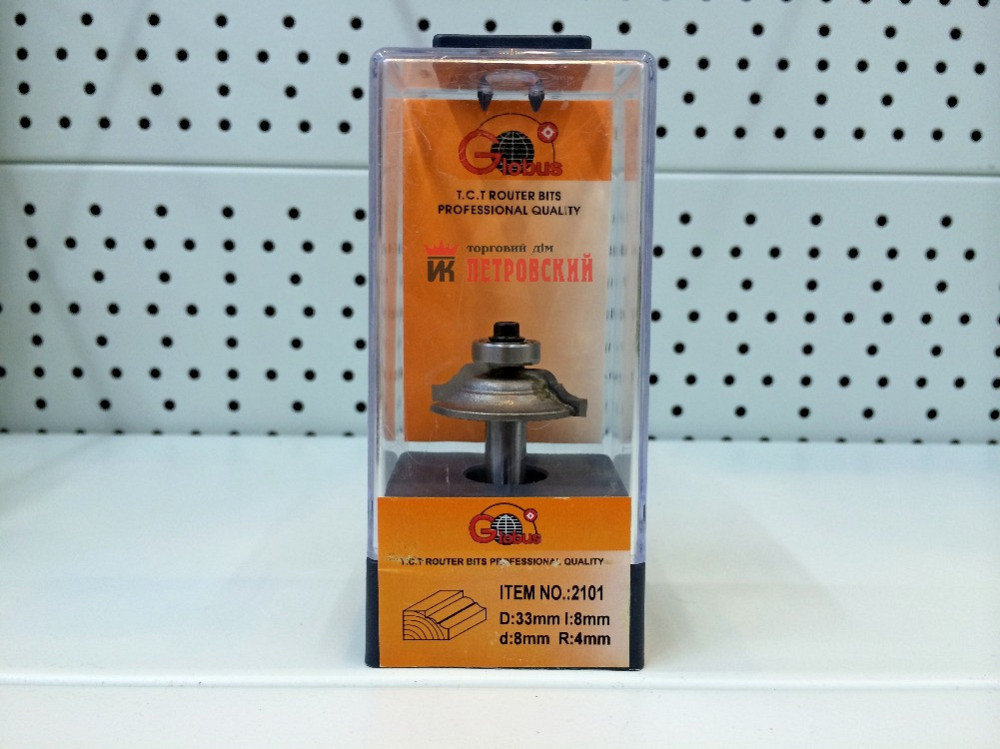 Globus
T.C.T ROUTER BITS
PROFESSIONAL QUALITY
торговий дім
ИК ПЕТРОВСКИЙ
Globus
T.C.T ROUTER BITS PROFESSIONAL QUALITY
ITEM NO.:2101
D:33mm l:8mm
d:8mm R:4mm